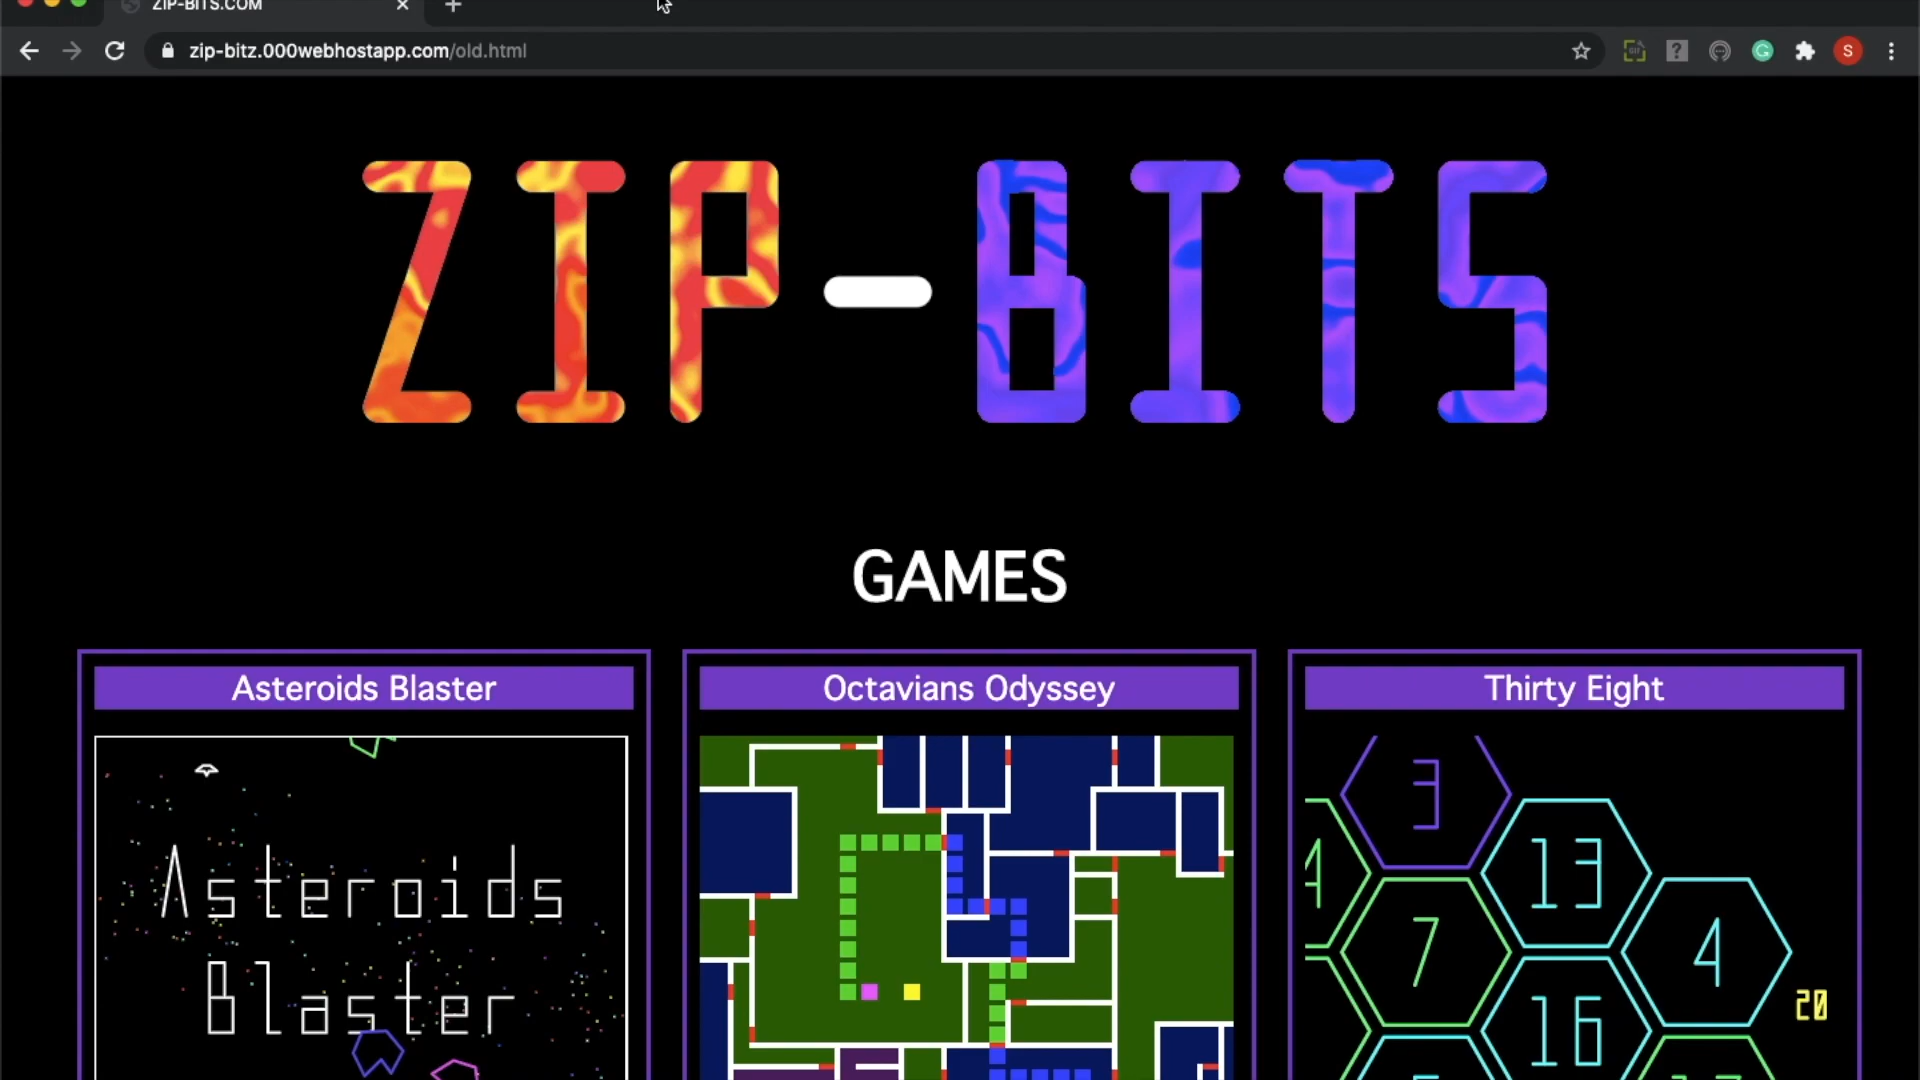 ZIP-BITS.COM
zip-bitz.000webhostapp.com/old.html
S
ZIP-BITS
GAMES
Asteroids Blaster
Octavians Odyssey
Thirty Eight
Asteroids
Blaster
3
13
4
7
4
16
20